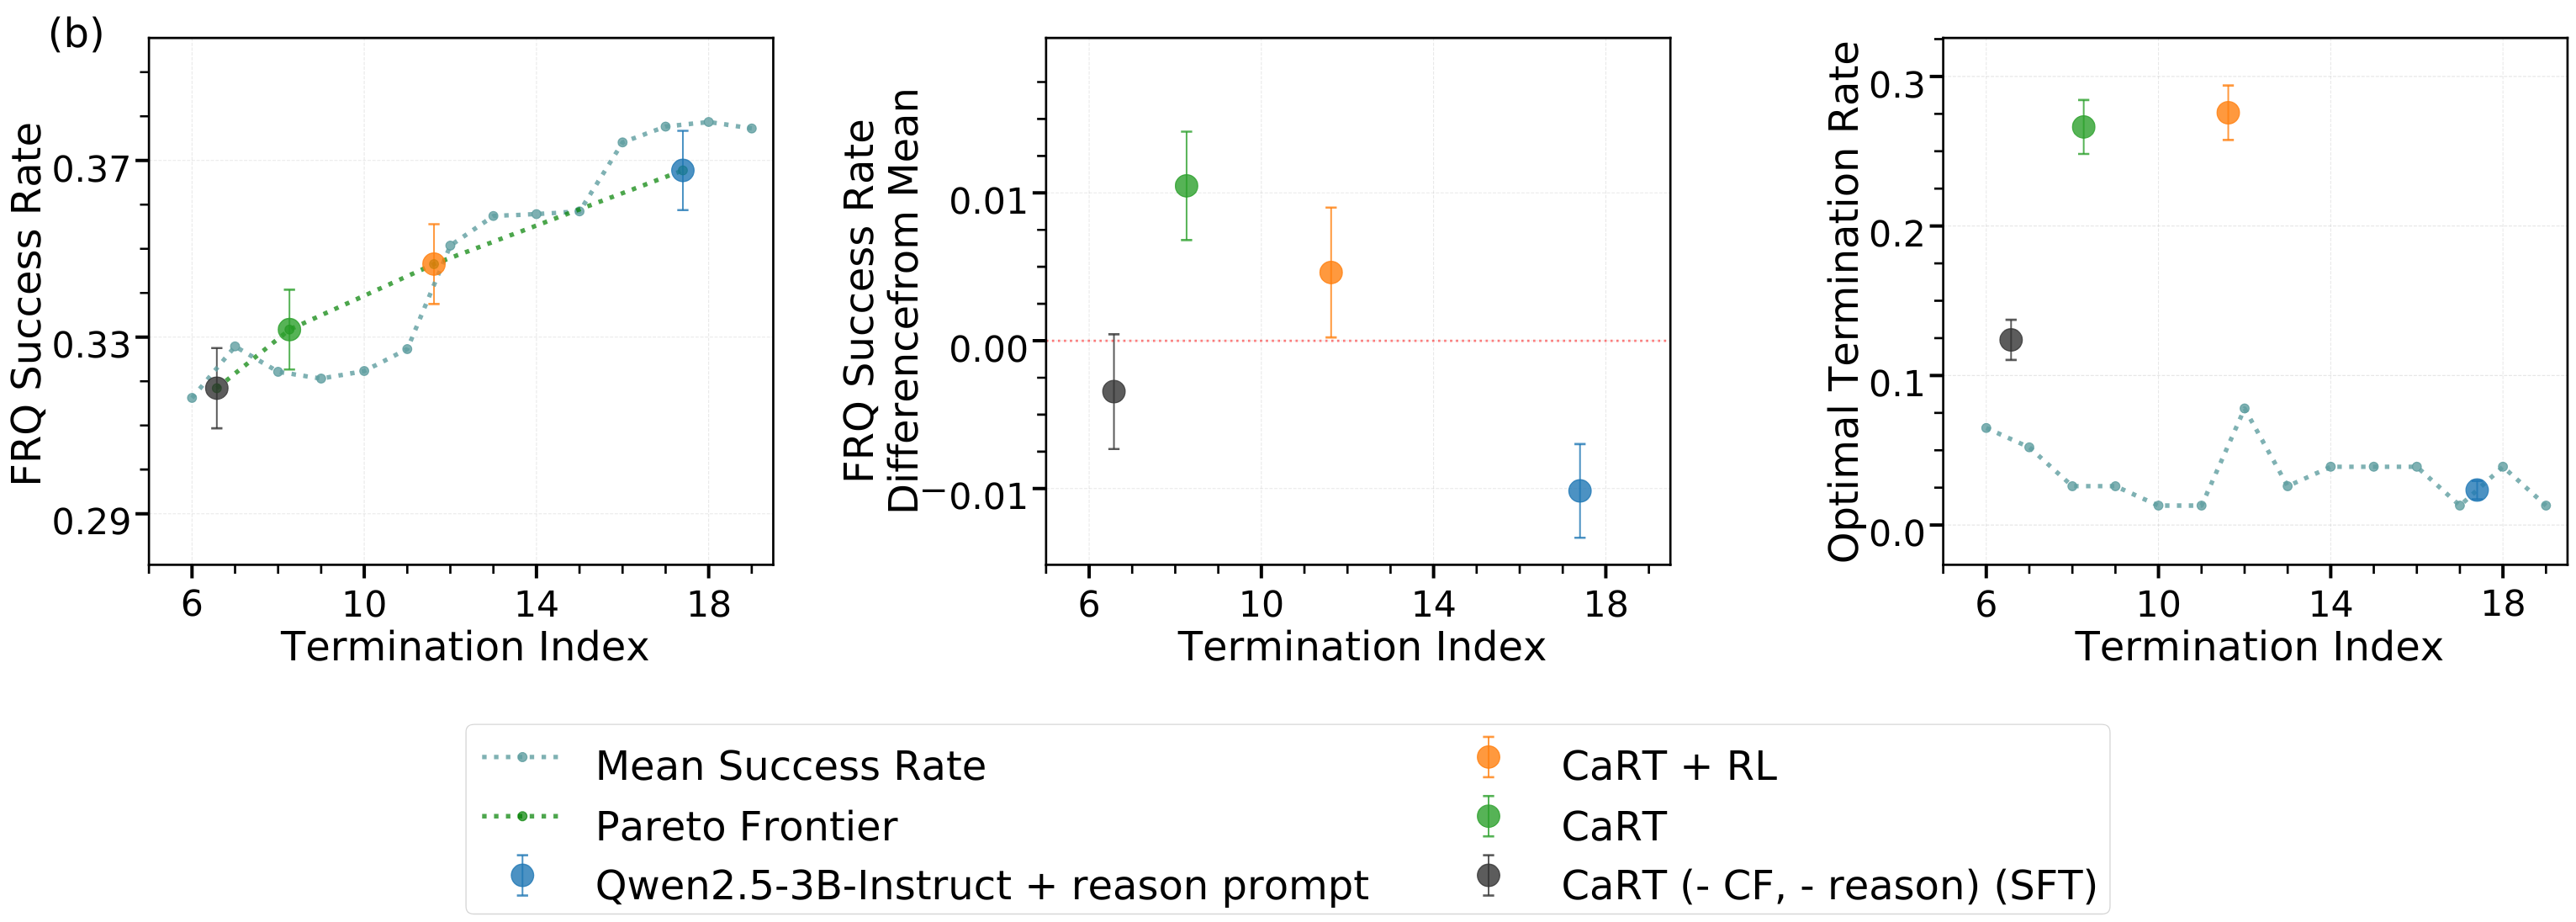 (b)
FRQ Success Rate
0.37
0.33
0.29
6 10 14 18
Termination Index
FRQ Success Rate
Differencefrom Mean
0.01
0.00
−0.01
6 10 14 18
Termination Index
Optimal Termination Rate
0.3
0.2
0.1
0.0
6 10 14 18
Termination Index
Mean Success Rate
Pareto Frontier
Qwen2.5-3B-Instruct + reason prompt
CaRT + RL
CaRT
CaRT (- CF, - reason) (SFT)